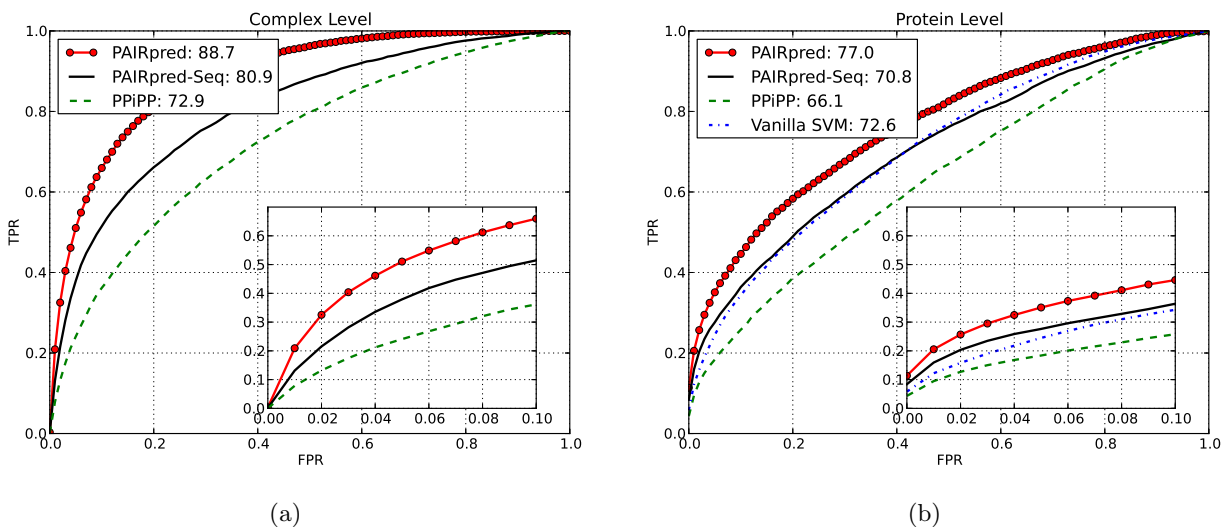 Complex Level
PAIRpred: 88.7
PAIRpred-Seq: 80.9
PPiPP: 72.9
TPR
1.0
0.8
0.6
0.4
0.2
0.0
0.6
0.5
0.4
0.3
0.2
0.1
0.0
0.00 0.02 0.04 0.06 0.08 0.10
0.0 0.2 0.4 0.6 0.8 1.0
FPR
(a)
Protein Level
PAIRpred: 77.0
PAIRpred-Seq: 70.8
PPiPP: 66.1
Vanilla SVM: 72.6
TPR
1.0
0.8
0.6
0.4
0.2
0.0
0.6
0.5
0.4
0.3
0.2
0.1
0.0
0.00 0.02 0.04 0.06 0.08 0.10
0.0 0.2 0.4 0.6 0.8 1.0
FPR
(b)